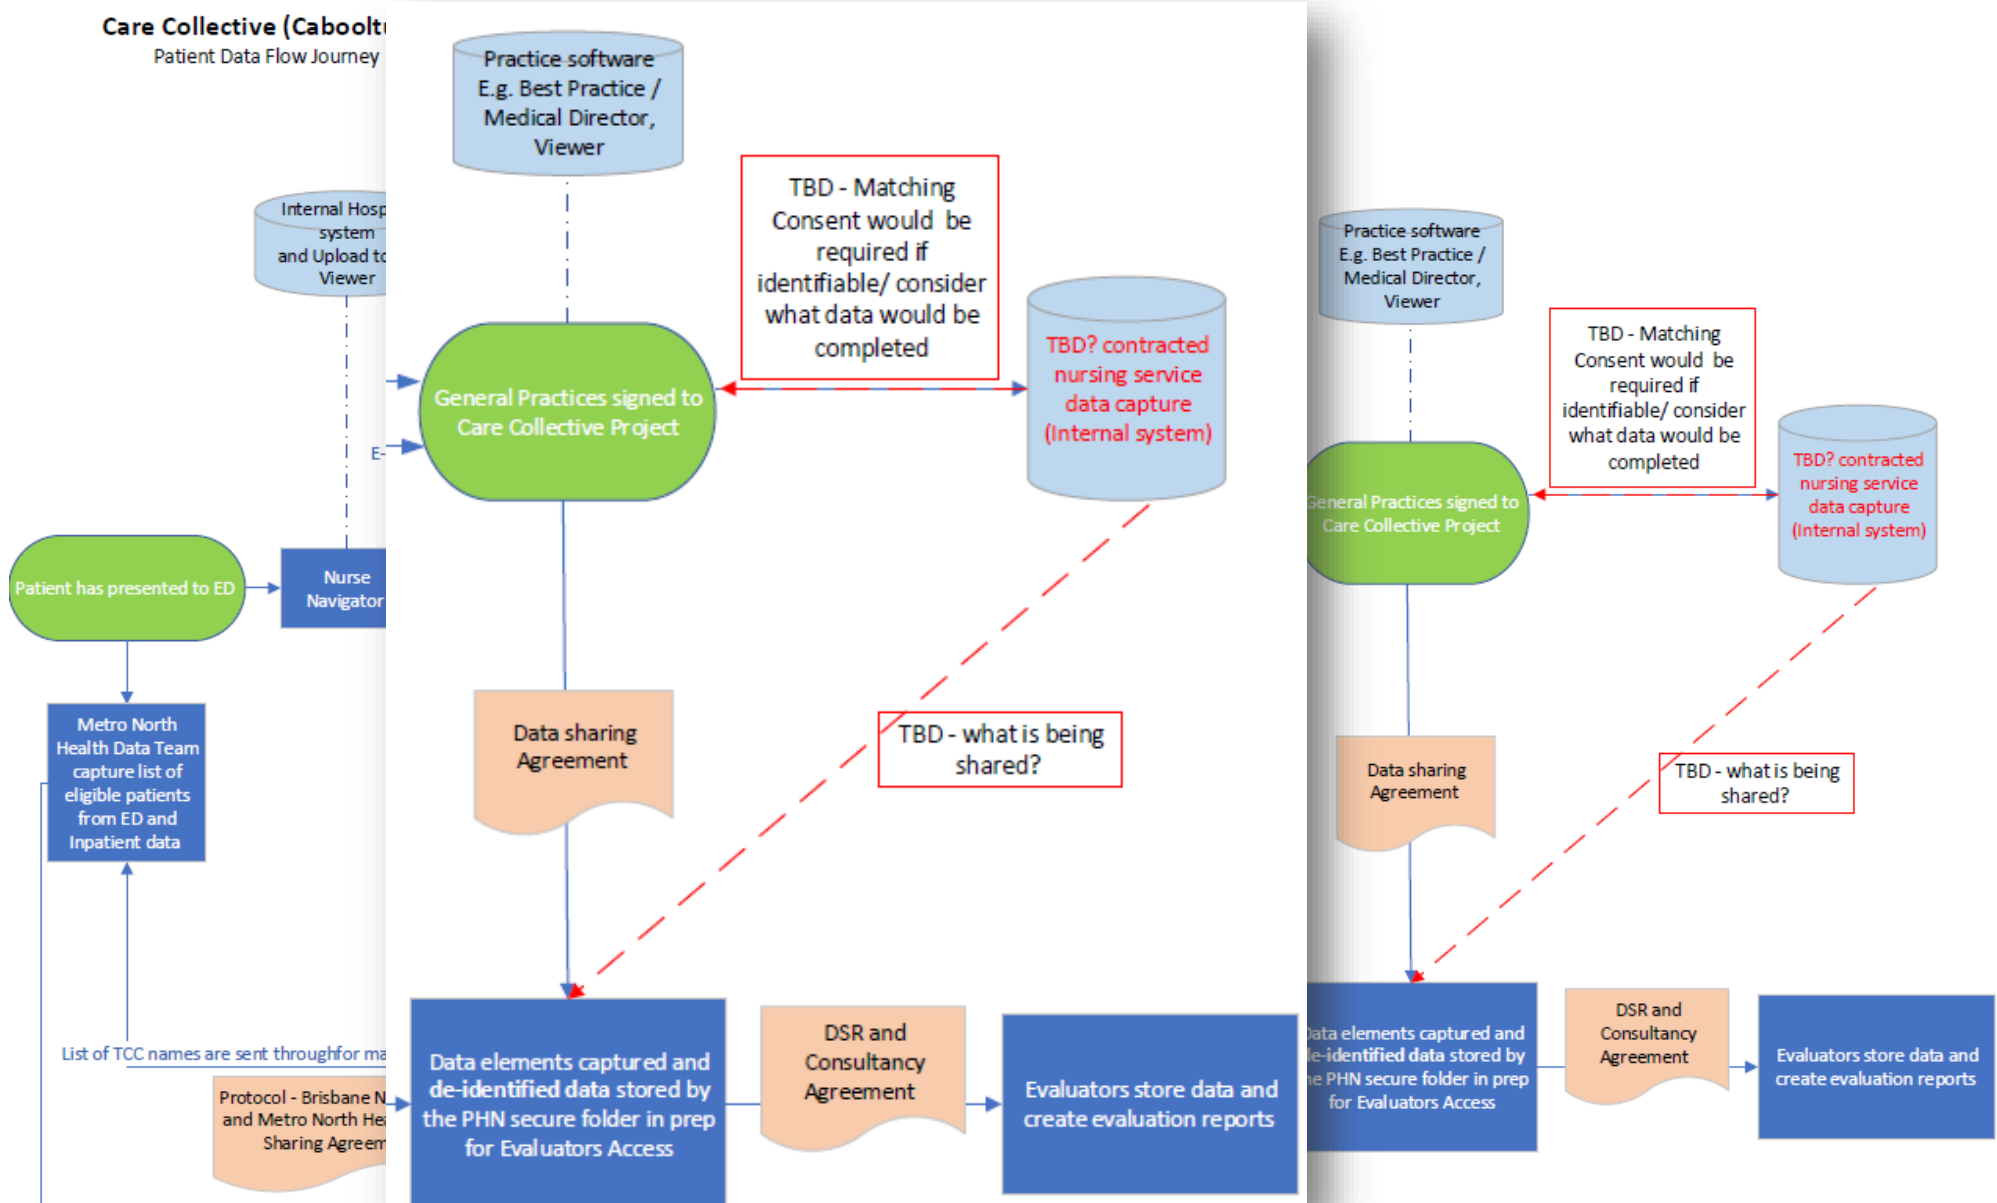 Care Collective (Caboolt
Patient Data Flow Journey
Internal Hosp
system
and Upload to
Viewer
E-
Patient has presented to ED
Nurse
Navigator
Metro North
Health Data Team
capture list of
eligible patients
from ED and
Inpatient data
List of TCC names are sent throughfor ma
Protocol - Brisbane N
and Metro North Hea
Sharing Agreem
Practice software
E.g. Best Practice /
Medical Director,
Viewer
TBD - Matching
Consent would be
required if
identifiable/ consider
what data would be
completed
General Practices signed to
Care Collective Project
TBD? contracted
nursing service
data capture
(Internal system)
Data sharing
Agreement
TBD - what is being
shared?
Data elements captured and
de-identified data stored by
the PHN secure folder in prep
for Evaluators Access
DSR and
Consultancy
Agreement
Evaluators store data and
create evaluation reports
Practice software
E.g. Best Practice /
Medical Director,
Viewer
TBD - Matching
Consent would be
required if
identifiable/ consider
what data would be
completed
General Practices signed to
Care Collective Project
TBD? contracted
nursing service
data capture
(Internal system)
Data sharing
Agreement
TBD - what is being
shared?
Data elements captured and
de-identified data stored by
he PHN secure folder in prep
for Evaluators Access
DSR and
Consultancy
Agreement
Evaluators store data and
create evaluation reports